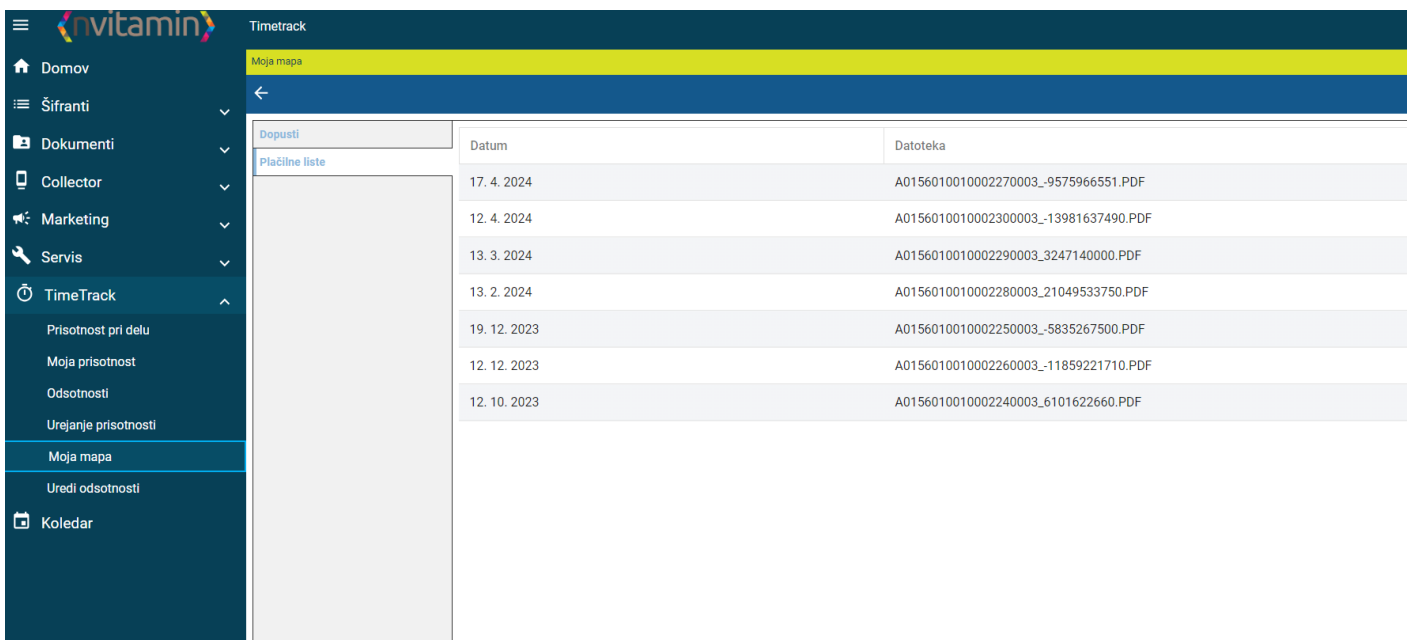 nvitamin
Timetrack
Domov
Šifranti
Dokumenti
Collector
Marketing
Servis
TimeTrack
Prisotnost pri delu
Moja prisotnost
Odsotnosti
Urejanje prisotnosti
Moja mapa
Uredi odsotnosti
Koledar
Moja mapa
Dopusti
Plačilne liste
Datum Datoteka
17. 4. 2024 A0156010010002270003_-9575966551.PDF
12. 4. 2024 A0156010010002300003_-13981637490.PDF
13. 3. 2024 A0156010010002290003_3247140000.PDF
13. 2. 2024 A0156010010002280003_21049533750.PDF
19. 12. 2023 A0156010010002250003_-5835267500.PDF
12. 12. 2023 A0156010010002260003_-11859221710.PDF
12. 10. 2023 A0156010010002240003_6101622660.PDF